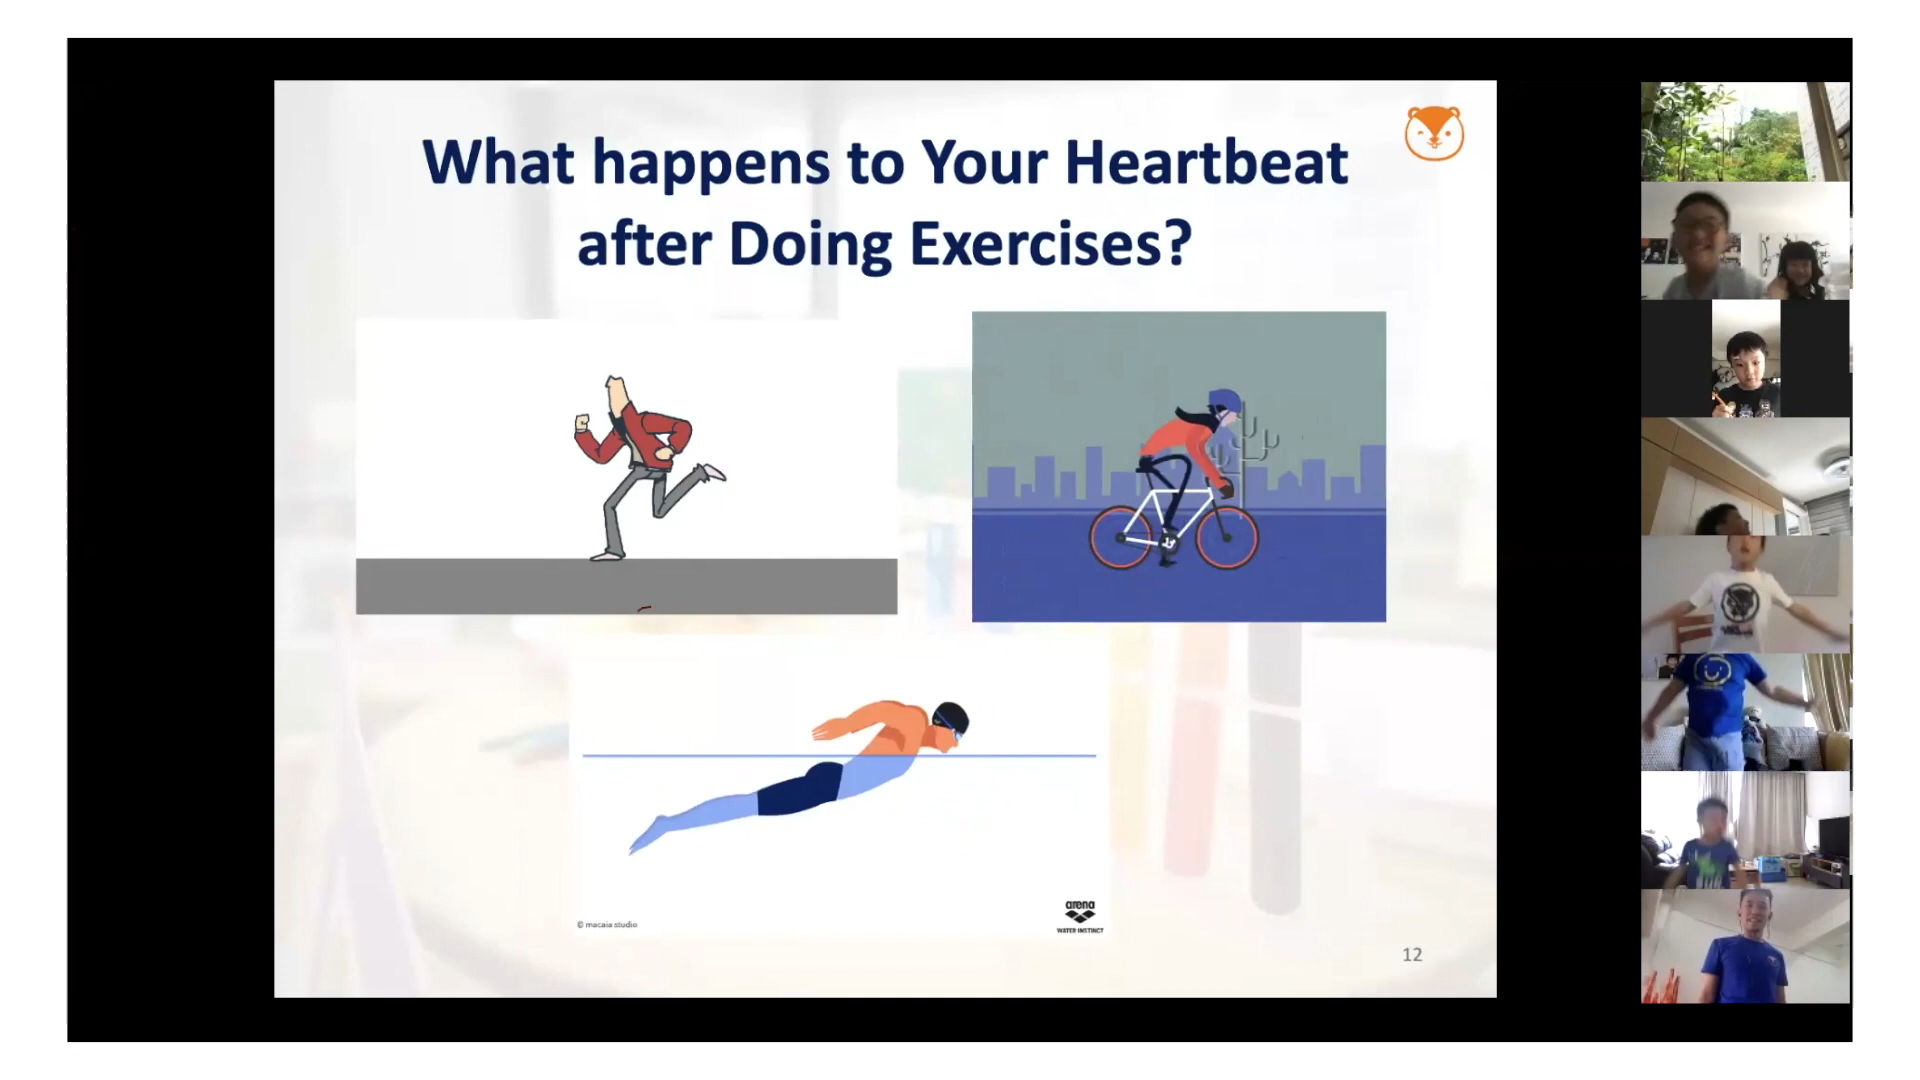 What happens to Your Heartbeat
after Doing Exercises?
© macaia studio
arena
WATER INSTINCT
12